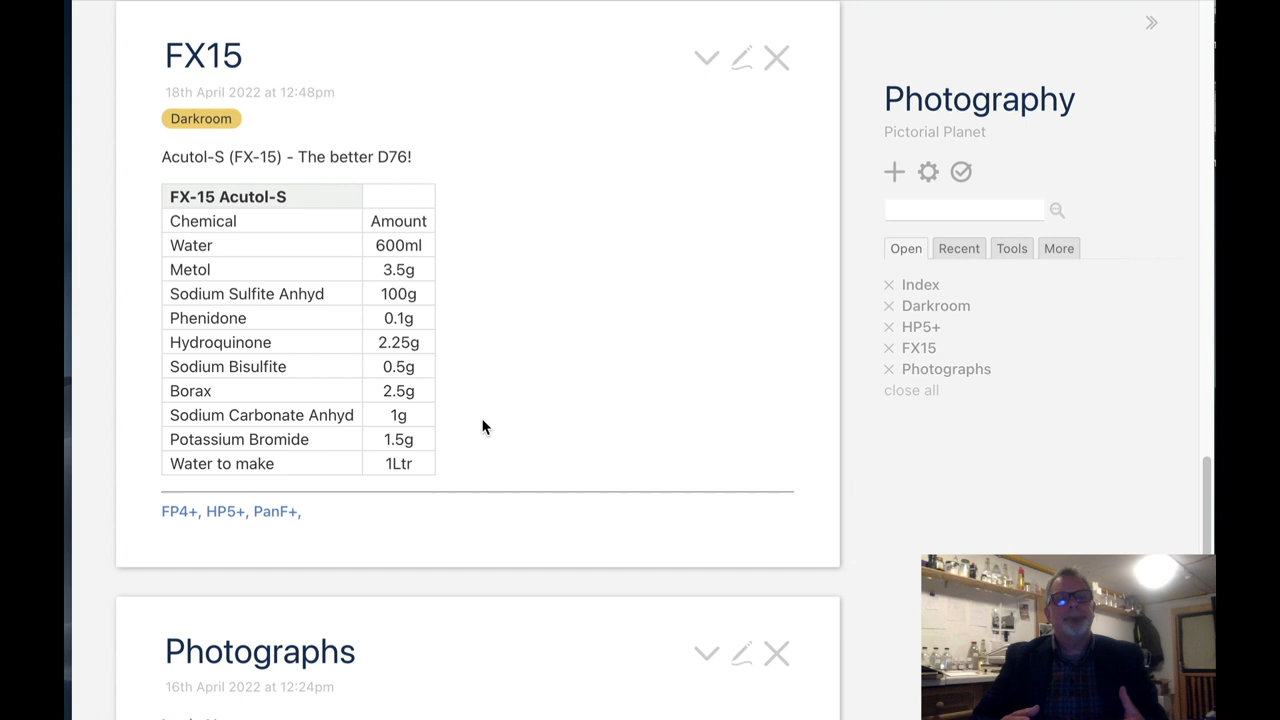 FX15
18th April 2022 at 12:48pm
Darkroom
Acutol-S (FX-15) - The better D76!
FX-15 Acutol-S
Chemical Amount
Water 600ml
Metol 3.5g
Sodium Sulfite Anhyd 100g
Phenidone 0.1g
Hydroquinone 2.25g
Sodium Bisulfite 0.5g
Borax 2.5g
Sodium Carbonate Anhyd 1g
Potassium Bromide 1.5g
Water to make 1Ltr
FP4+, HP5+, PanF+,
Photographs
16th April 2022 at 12:24pm
Photography
Pictorial Planet
Open Recent Tools More
Index
Darkroom
HP5+
FX15
Photographs
close all